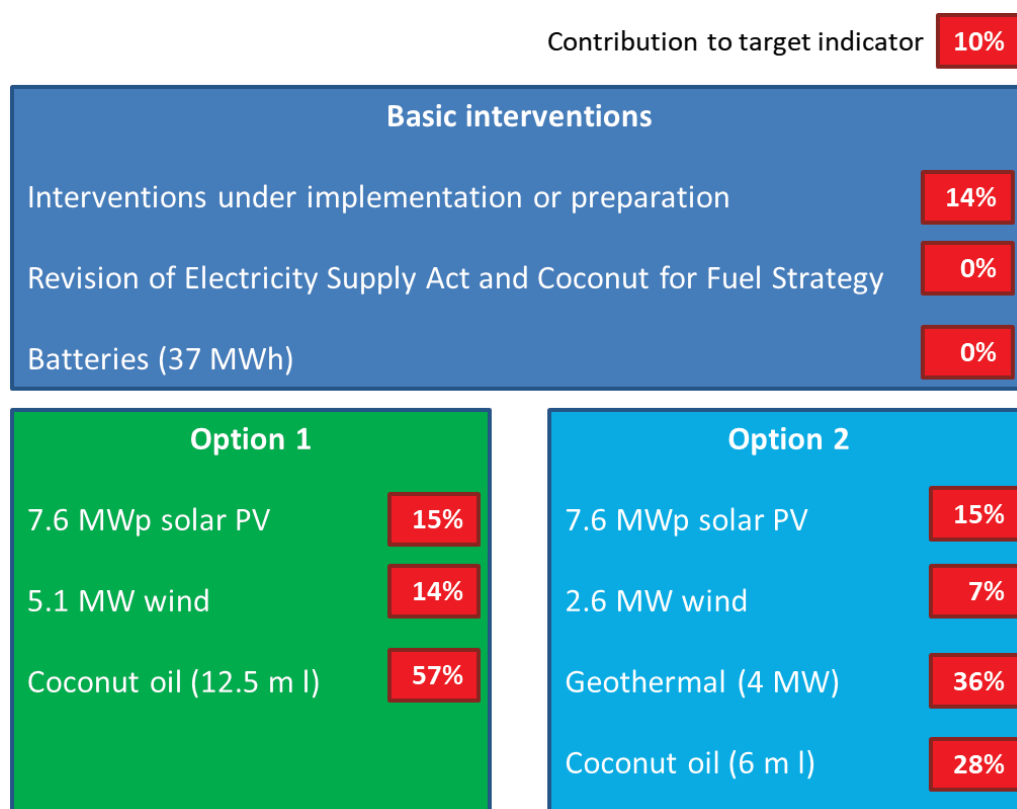 Contribution to target indicator 10%
Basic interventions
Interventions under implementation or preparation 14%
Revision of Electricity Supply Act and Coconut for Fuel Strategy 0%
Batteries (37 MWh) 0%
Option 1
7.6 MWp solar PV 15%
5.1 MW wind 14%
Coconut oil (12.5 m l) 57%
Option 2
7.6 MWp solar PV 15%
2.6 MW wind 7%
Geothermal (4 MW) 36%
Coconut oil (6 m l) 28%